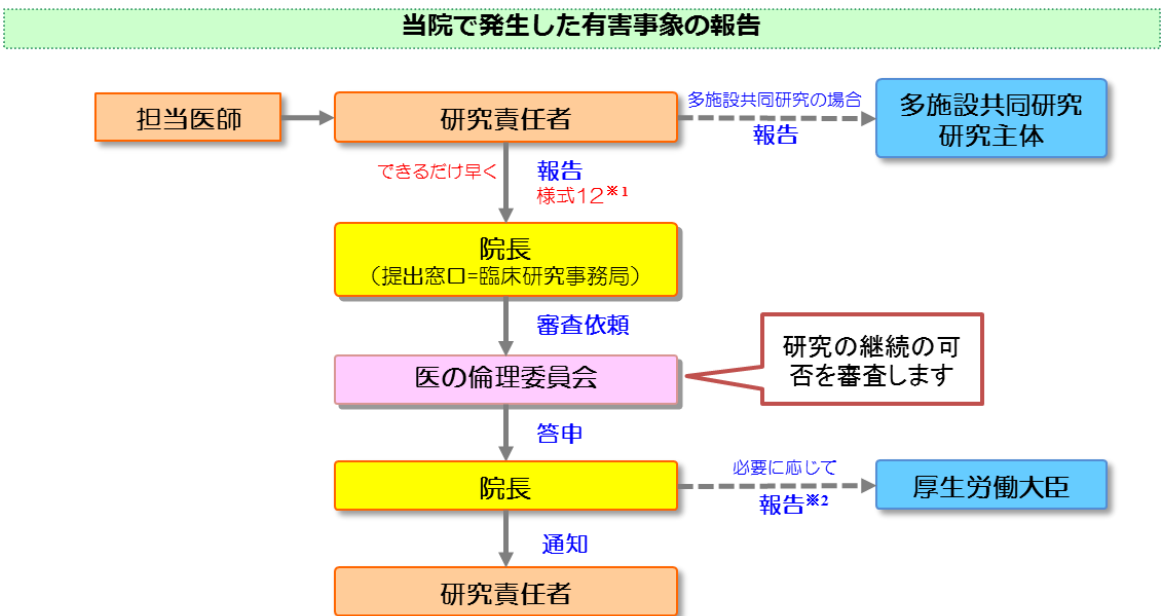 当院で発生した有害事象の報告
担当医師
研究責任者
多施設共同研究の場合
報告
多施設共同研究
研究主体
できるだけ早く
報告
様式12※1
院長
(提出窓口=臨床研究事務局)
審査依頼
医の倫理委員会
研究の継続の可
否を審査します
答申
院長
必要に応じて
報告※2
厚生労働大臣
通知
研究責任者